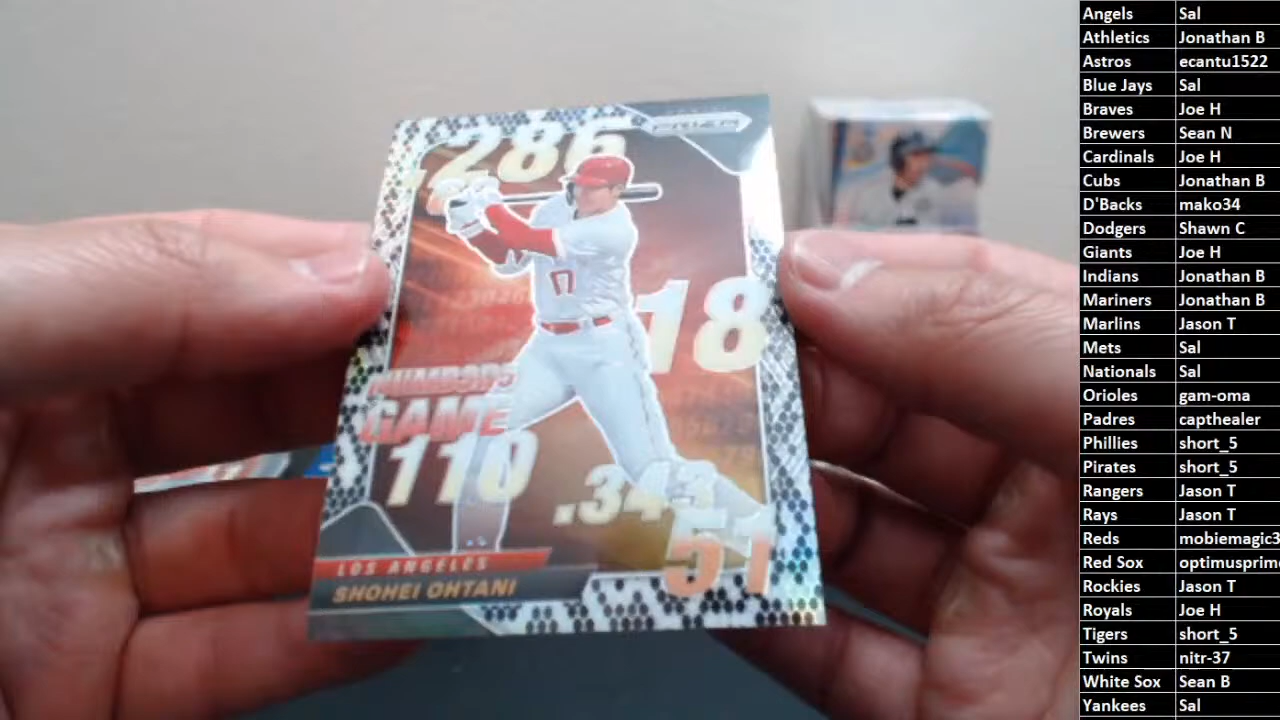 .286
PRIZM
17
18
NUMBERS
GAME
110
.343
51
LOS ANGELES
SHOHEI OHTANI
Angels Sal
Athletics Jonathan B
Astros ecantu1522
Blue Jays Sal
Braves Joe H
Brewers Sean N
Cardinals Joe H
Cubs Jonathan B
D'Backs mako34
Dodgers Shawn C
Giants Joe H
Indians Jonathan B
Mariners Jonathan B
Marlins Jason T
Mets Sal
Nationals Sal
Orioles gam-oma
Padres capthealer
Phillies short_5
Pirates short_5
Rangers Jason T
Rays Jason T
Reds mobiemagic3
Red Sox optimusprime
Rockies Jason T
Royals Joe H
Tigers short_5
Twins nitr-37
White Sox Sean B
Yankees Sal